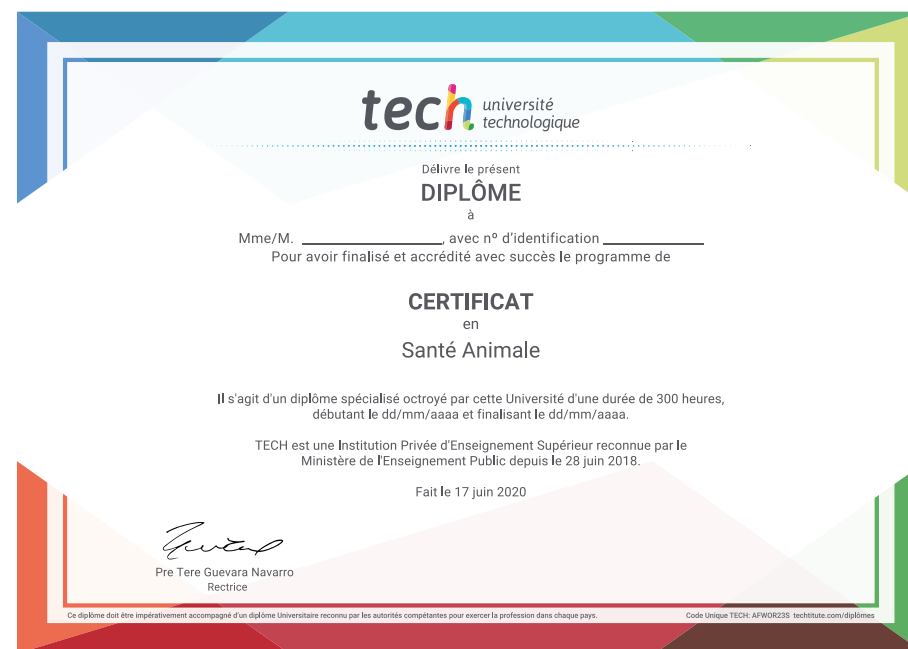 tech université
technologique
Délivre le présent
DIPLÔME
à
Mme/M. ____________________, avec nº d'identification ______________
Pour avoir finalisé et accrédité avec succès le programme de
CERTIFICAT
en
Santé Animale
Il s'agit d'un diplôme spécialisé octroyé par cette Université d'une durée de 300 heures,
débutant le dd/mm/aaaa et finalisant le dd/mm/aaaa.
TECH est une Institution Privée d'Enseignement Supérieur reconnue par le
Ministère de l'Enseignement Public depuis le 28 juin 2018.
Fait le 17 juin 2020
Pre Tere Guevara Navarro
Rectrice
Ce diplôme doit être impérativement accompagné d'un diplôme Universitaire reconnu par les autorités compétantes pour exercer la profession dans chaque pays.
Code Unique TECH: AFWOR23S techtitute.com/diplômes